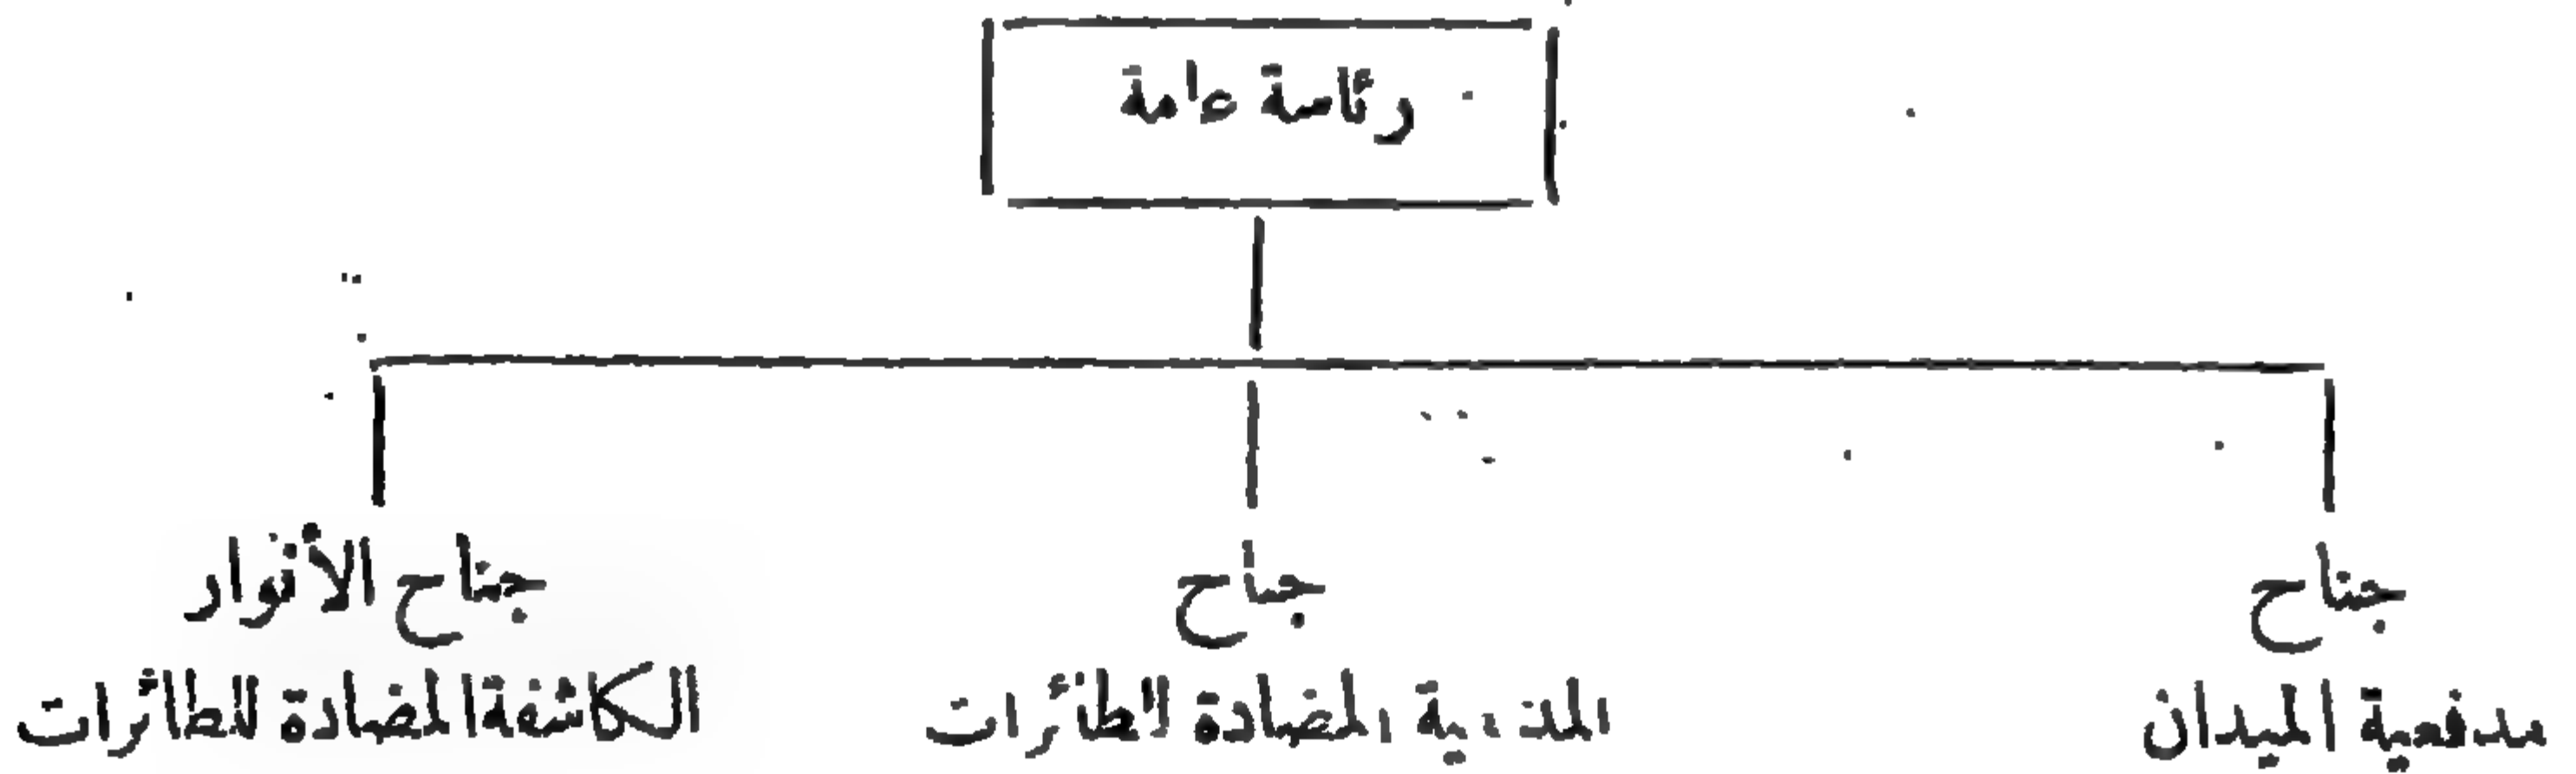 رئاسة عامة
جناح
مدفعية الميدان
جناح
المدفعية المضادة للطائرات
جناح الأنوار
الكاشفة المضادة للطائرات